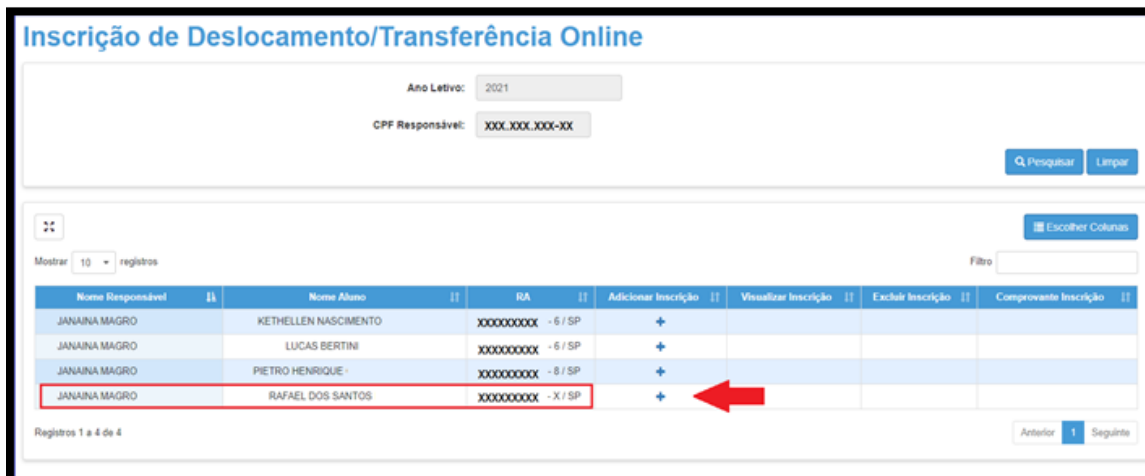 Inscrição de Deslocamento/Transferência Online
Ano Letivo: 2021
CPF Responsável: XXX.XXX.XXX-XX
Pesquisar Limpar
Escolher Colunas
Mostrar 10 registros Filtro
Nome Responsável Nome Aluno RA Adicionar Inscrição Visualizar Inscrição Excluir Inscrição Comprovante Inscrição
JANAINA MAGRO KETHELLEN NASCIMENTO XXXXXXXXX - 6 / SP +
JANAINA MAGRO LUCAS BERTINI XXXXXXXXX - 6 / SP +
JANAINA MAGRO PIETRO HENRIQUE XXXXXXXXX - 8 / SP +
JANAINA MAGRO RAFAEL DOS SANTOS XXXXXXXXX - X / SP +
Registros 1 a 4 de 4 Anterior 1 Seguinte